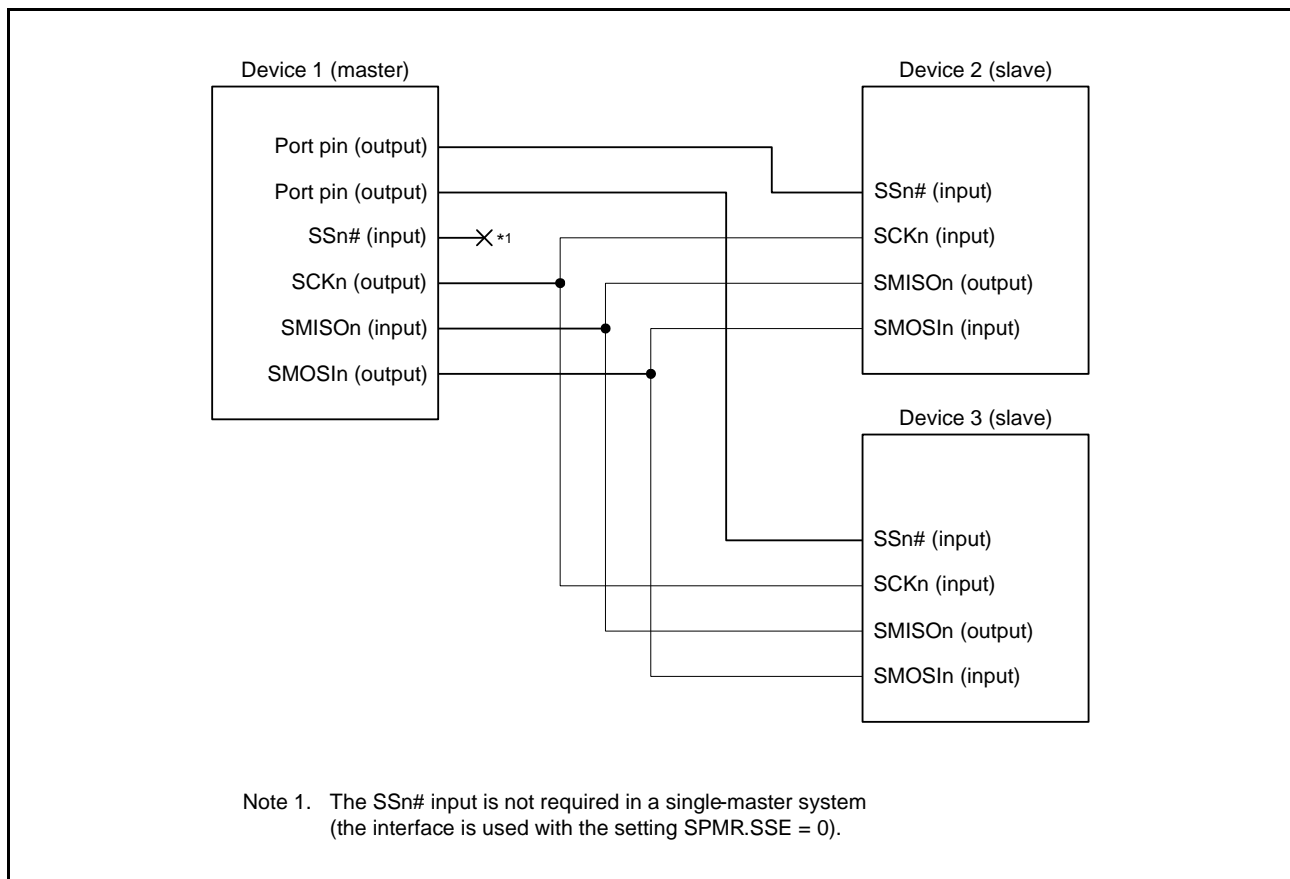 Device 1 (master)
Port pin (output)
Port pin (output)
SSn# (input)
*1
SCKn (output)
SMISOn (input)
SMOSIn (output)
Device 2 (slave)
SSn# (input)
SCKn (input)
SMISOn (output)
SMOSIn (input)
Device 3 (slave)
SSn# (input)
SCKn (input)
SMISOn (output)
SMOSIn (input)
Note 1. The SSn# input is not required in a single-master system
(the interface is used with the setting SPMR.SSE = 0).